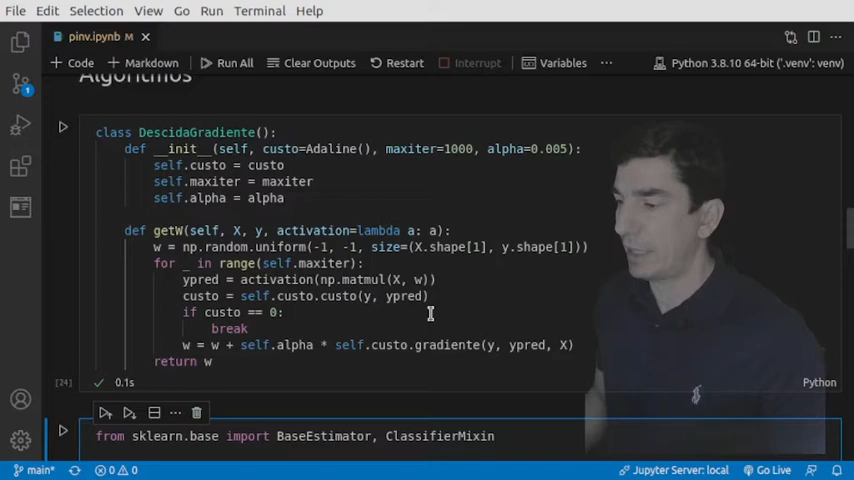 File Edit Selection View Go Run Terminal Help
pinv.ipynb M
+ Code + Markdown Run All Clear Outputs Restart Interrupt Variables ... Python 3.8.10 64-bit ('.venv': venv)
Algoritmos
class DescidaGradiente():
def __init__(self, custo=Adaline(), maxiter=1000, alpha=0.005):
self.custo = custo
self.maxiter = maxiter
self.alpha = alpha
def getW(self, X, y, activation=lambda a: a):
w = np.random.uniform(-1, -1, size=(X.shape[1], y.shape[1]))
for _ in range(self.maxiter):
ypred = activation(np.matmul(X, w))
custo = self.custo.custo(y, ypred)
if custo == 0:
break
w = w + self.alpha * self.custo.gradiente(y, ypred, X)
return w
[24] 0.1s Python
from sklearn.base import BaseEstimator, ClassifierMixin
1
main* 0 0 Jupyter Server: local Go Live